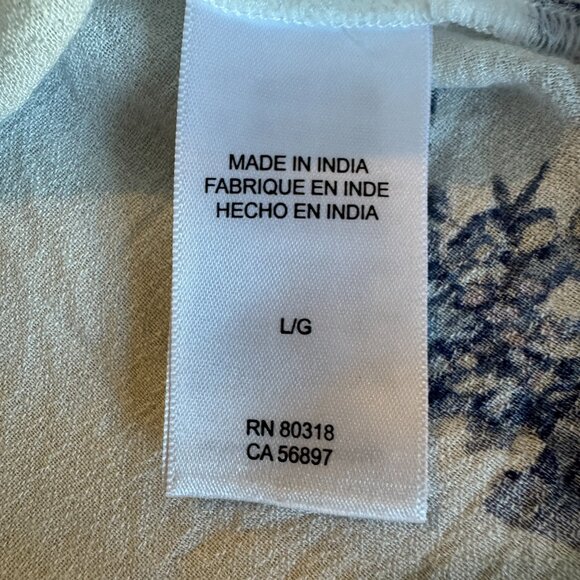 MADE IN INDIA
FABRIQUE EN INDE
HECHO EN INDIA
L/G
RN 80318
CA 56897